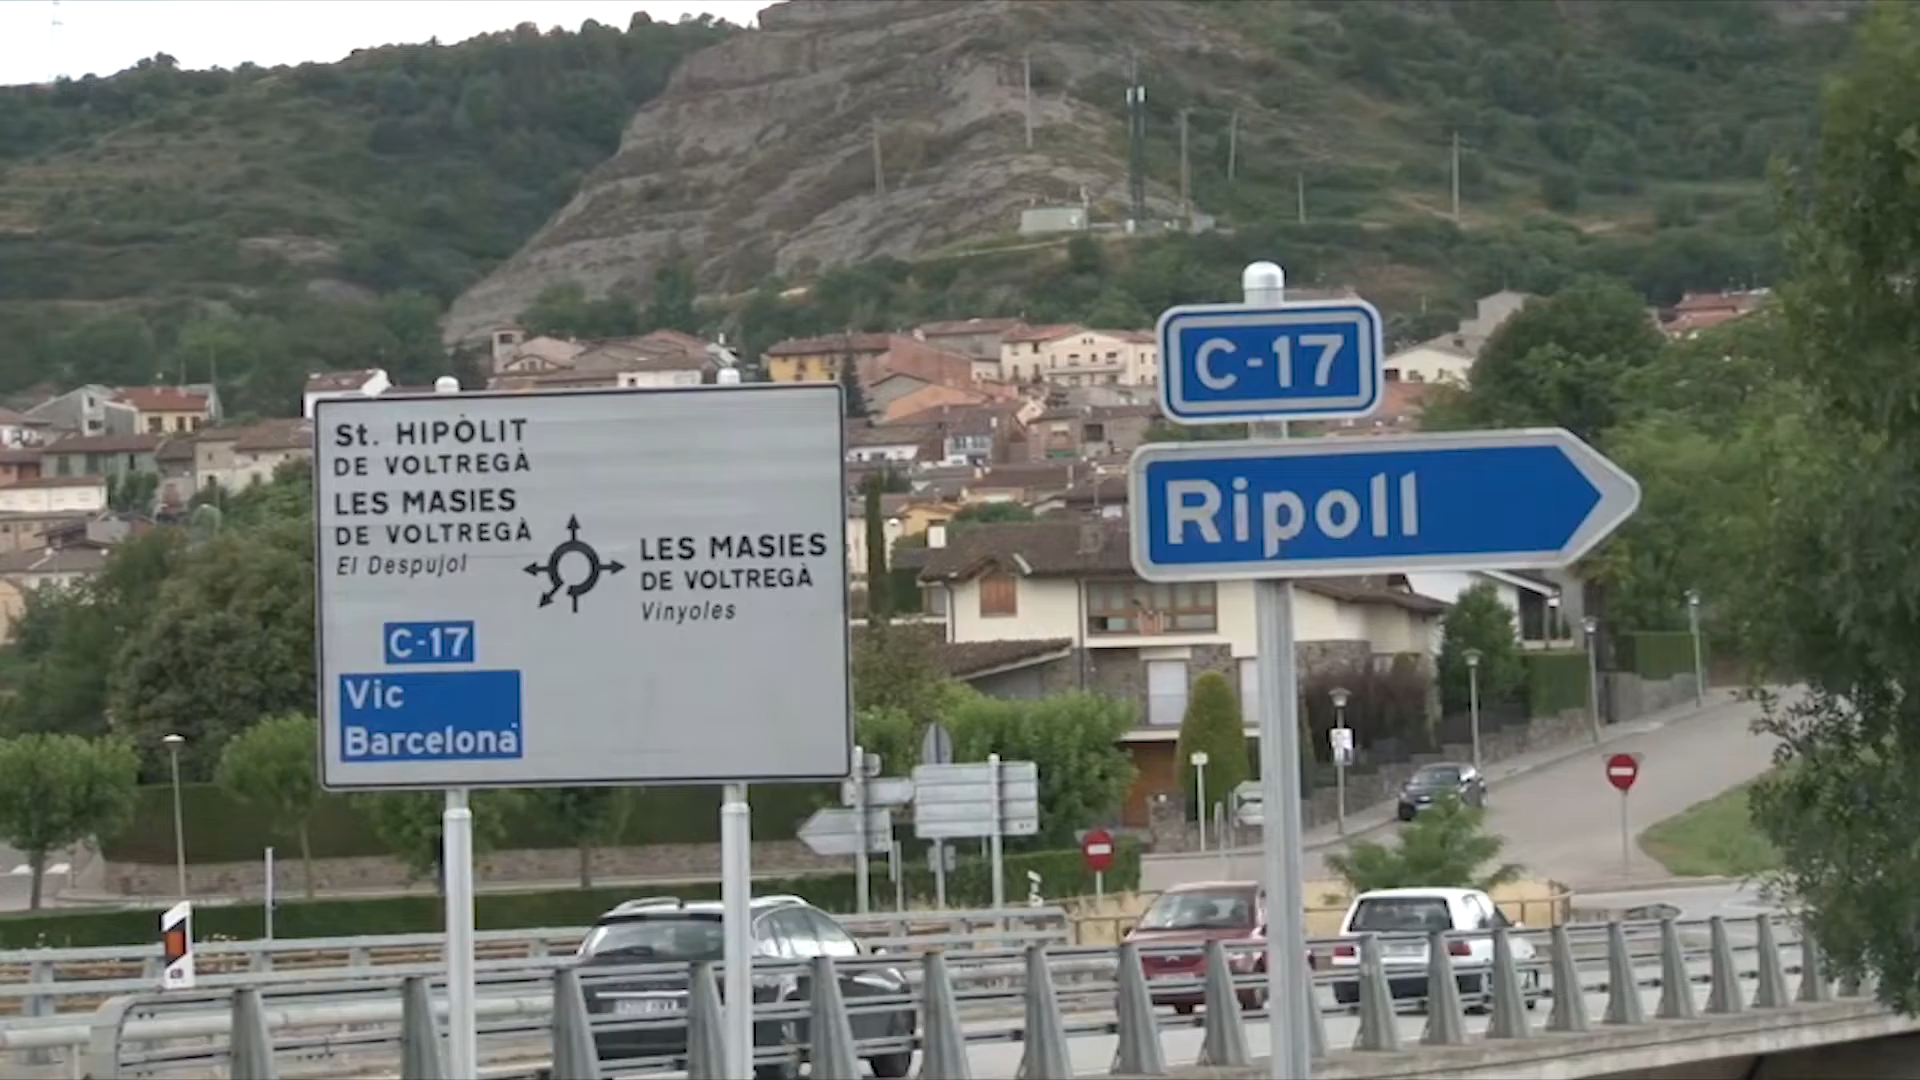 St. HIPÒLIT
DE VOLTREGÀ
LES MASIES
DE VOLTREGÀ
El Despujol
LES MASIES
DE VOLTREGÀ
Vinyoles
C-17
Vic
Barcelona
C-17
Ripoll